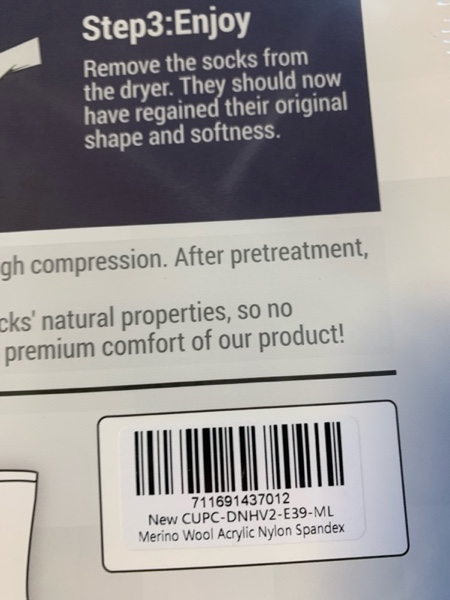 Step3:Enjoy
Remove the socks from
the dryer. They should now
have regained their original
shape and softness.
gh compression. After pretreatment,
cks' natural properties, so no
premium comfort of our product!
711691437012
New CUPC-DNHV2-E39-ML
Merino Wool Acrylic Nylon Spandex